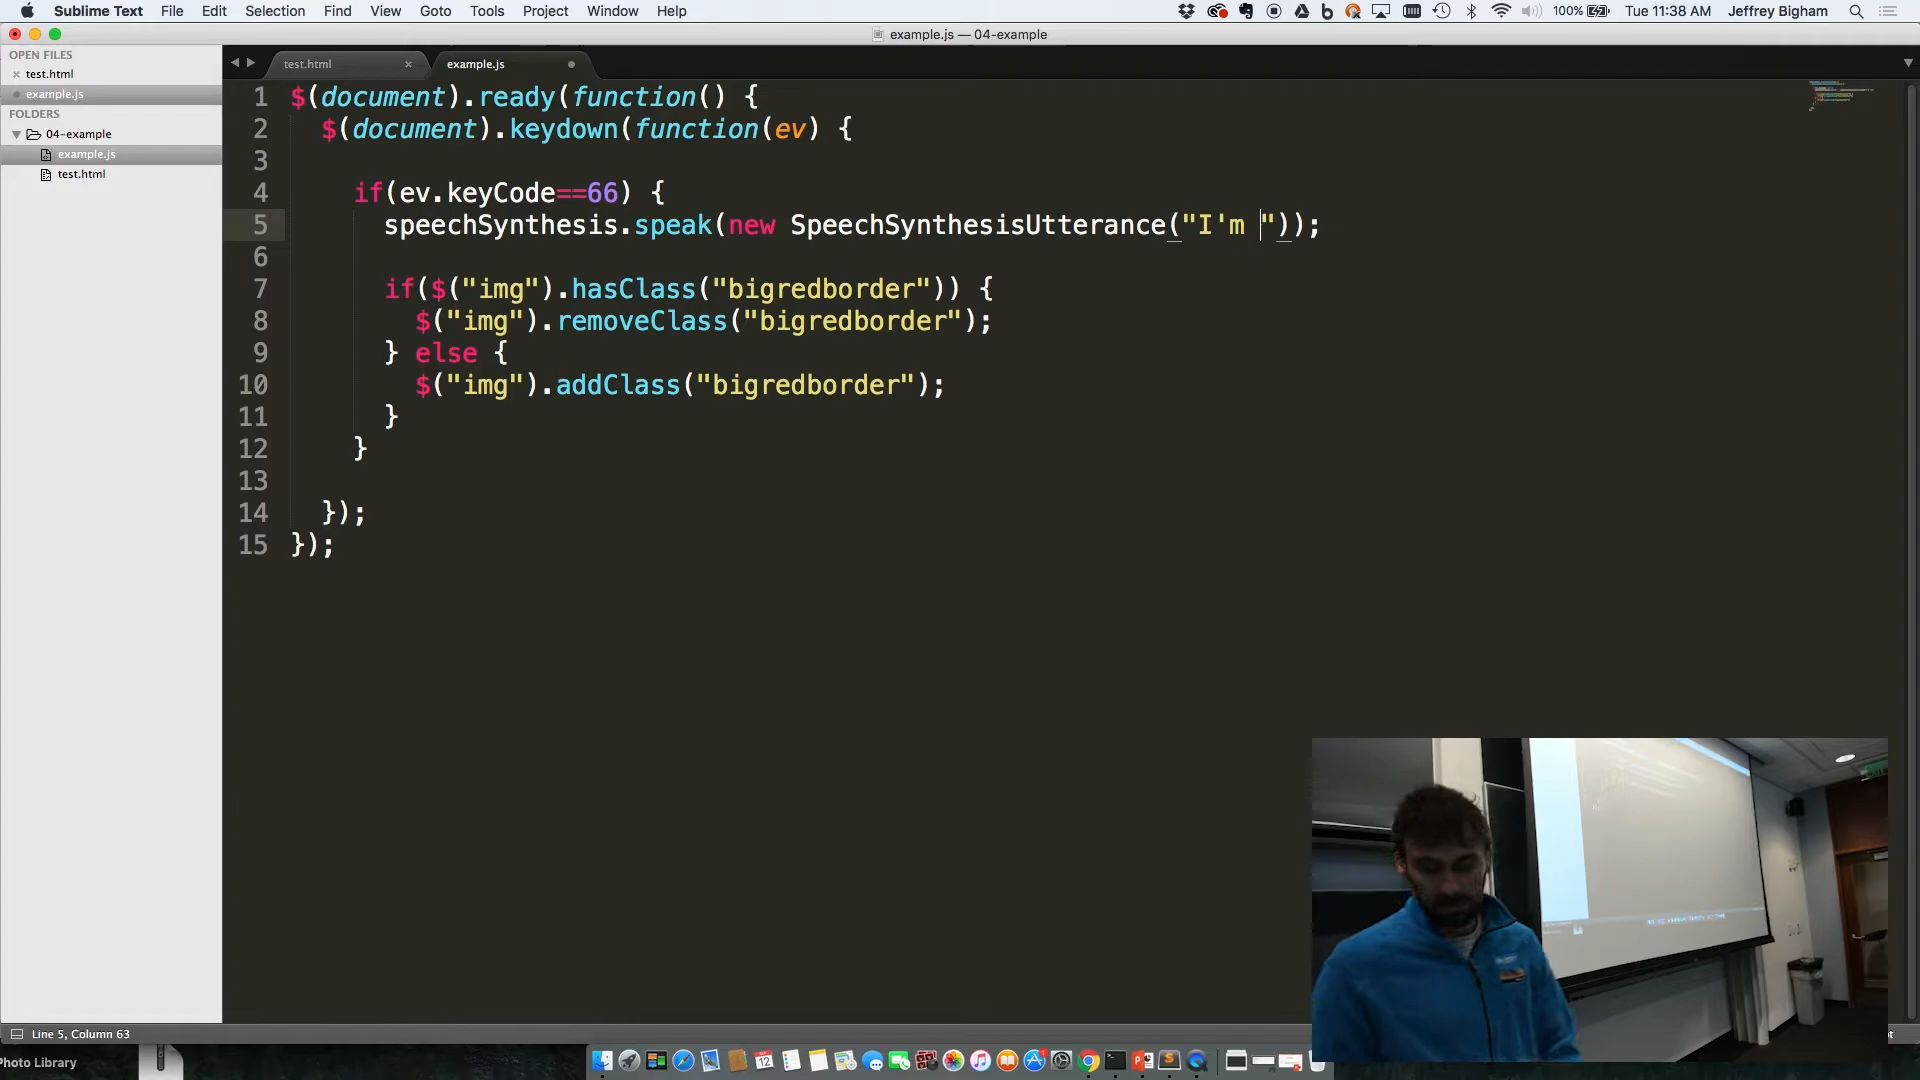 Sublime Text File Edit Selection Find View Goto Tools Project Window Help 100% Tue 11:38 AM Jeffrey Bigham
example.js — 04-example
OPEN FILES
test.html
example.js
FOLDERS
04-example
example.js
test.html
test.html example.js
1 $(document).ready(function() {
2 $(document).keydown(function(ev) {
3
4 if(ev.keyCode==66) {
5 speechSynthesis.speak(new SpeechSynthesisUtterance("I'm "));
6
7 if($("img").hasClass("bigredborder")) {
8 $("img").removeClass("bigredborder");
9 } else {
10 $("img").addClass("bigredborder");
11 }
12 }
13
14 });
15 });
Line 5, Column 63
Photo Library